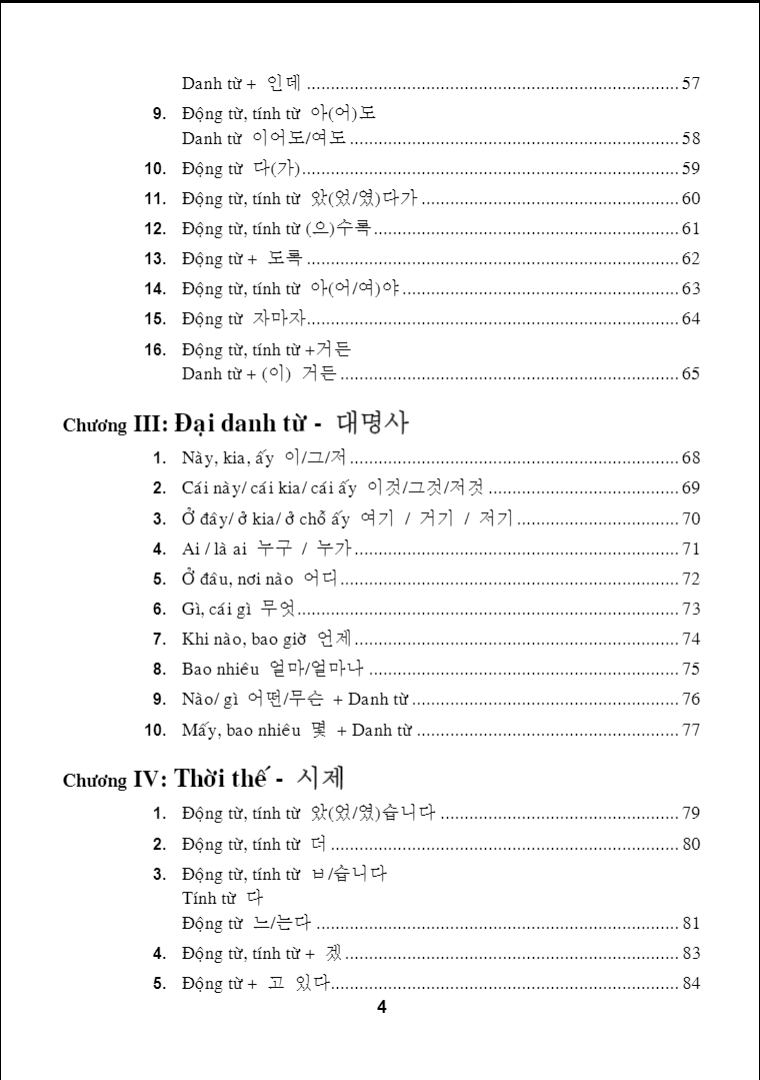 Danh từ + 인데 ........ 57
9. Động từ, tính từ 아(어)도
Danh từ 이어도/여도 ........ 58
10. Động từ 다(가) ........ 59
11. Động từ, tính từ 았(었/였)다가 ........ 60
12. Động từ, tính từ (으)수록 ........ 61
13. Động từ + 도록 ........ 62
14. Động từ, tính từ 아(어/여)야 ........ 63
15. Động từ 자마자 ........ 64
16. Động từ, tính từ +거든
Danh từ + (이) 거든 ........ 65
Chương III: Đại danh từ - 대명사
1. Này, kia, ấy 이/그/저 ........ 68
2. Cái này/ cái kia/ cái ấy 이것/그것/저것 ........ 69
3. Ở đây/ ở kia/ ở chỗ ấy 여기 / 거기 / 저기 ........ 70
4. Ai / là ai 누구 / 누가 ........ 71
5. Ở đâu, nơi nào 어디 ........ 72
6. Gì, cái gì 무엇 ........ 73
7. Khi nào, bao giờ 언제 ........ 74
8. Bao nhiêu 얼마/얼마나 ........ 75
9. Nào/ gì 어떤/무슨 + Danh từ ........ 76
10. Mấy, bao nhiêu 몇 + Danh từ ........ 77
Chương IV: Thời thế - 시제
1. Động từ, tính từ 았(었/였)습니다 ........ 79
2. Động từ, tính từ 더 ........ 80
3. Động từ, tính từ ㅂ/습니다
Tính từ 다
Động từ 느/는다 ........ 81
4. Động từ, tính từ + 겠 ........ 83
5. Động từ + 고 있다 ........ 84
4